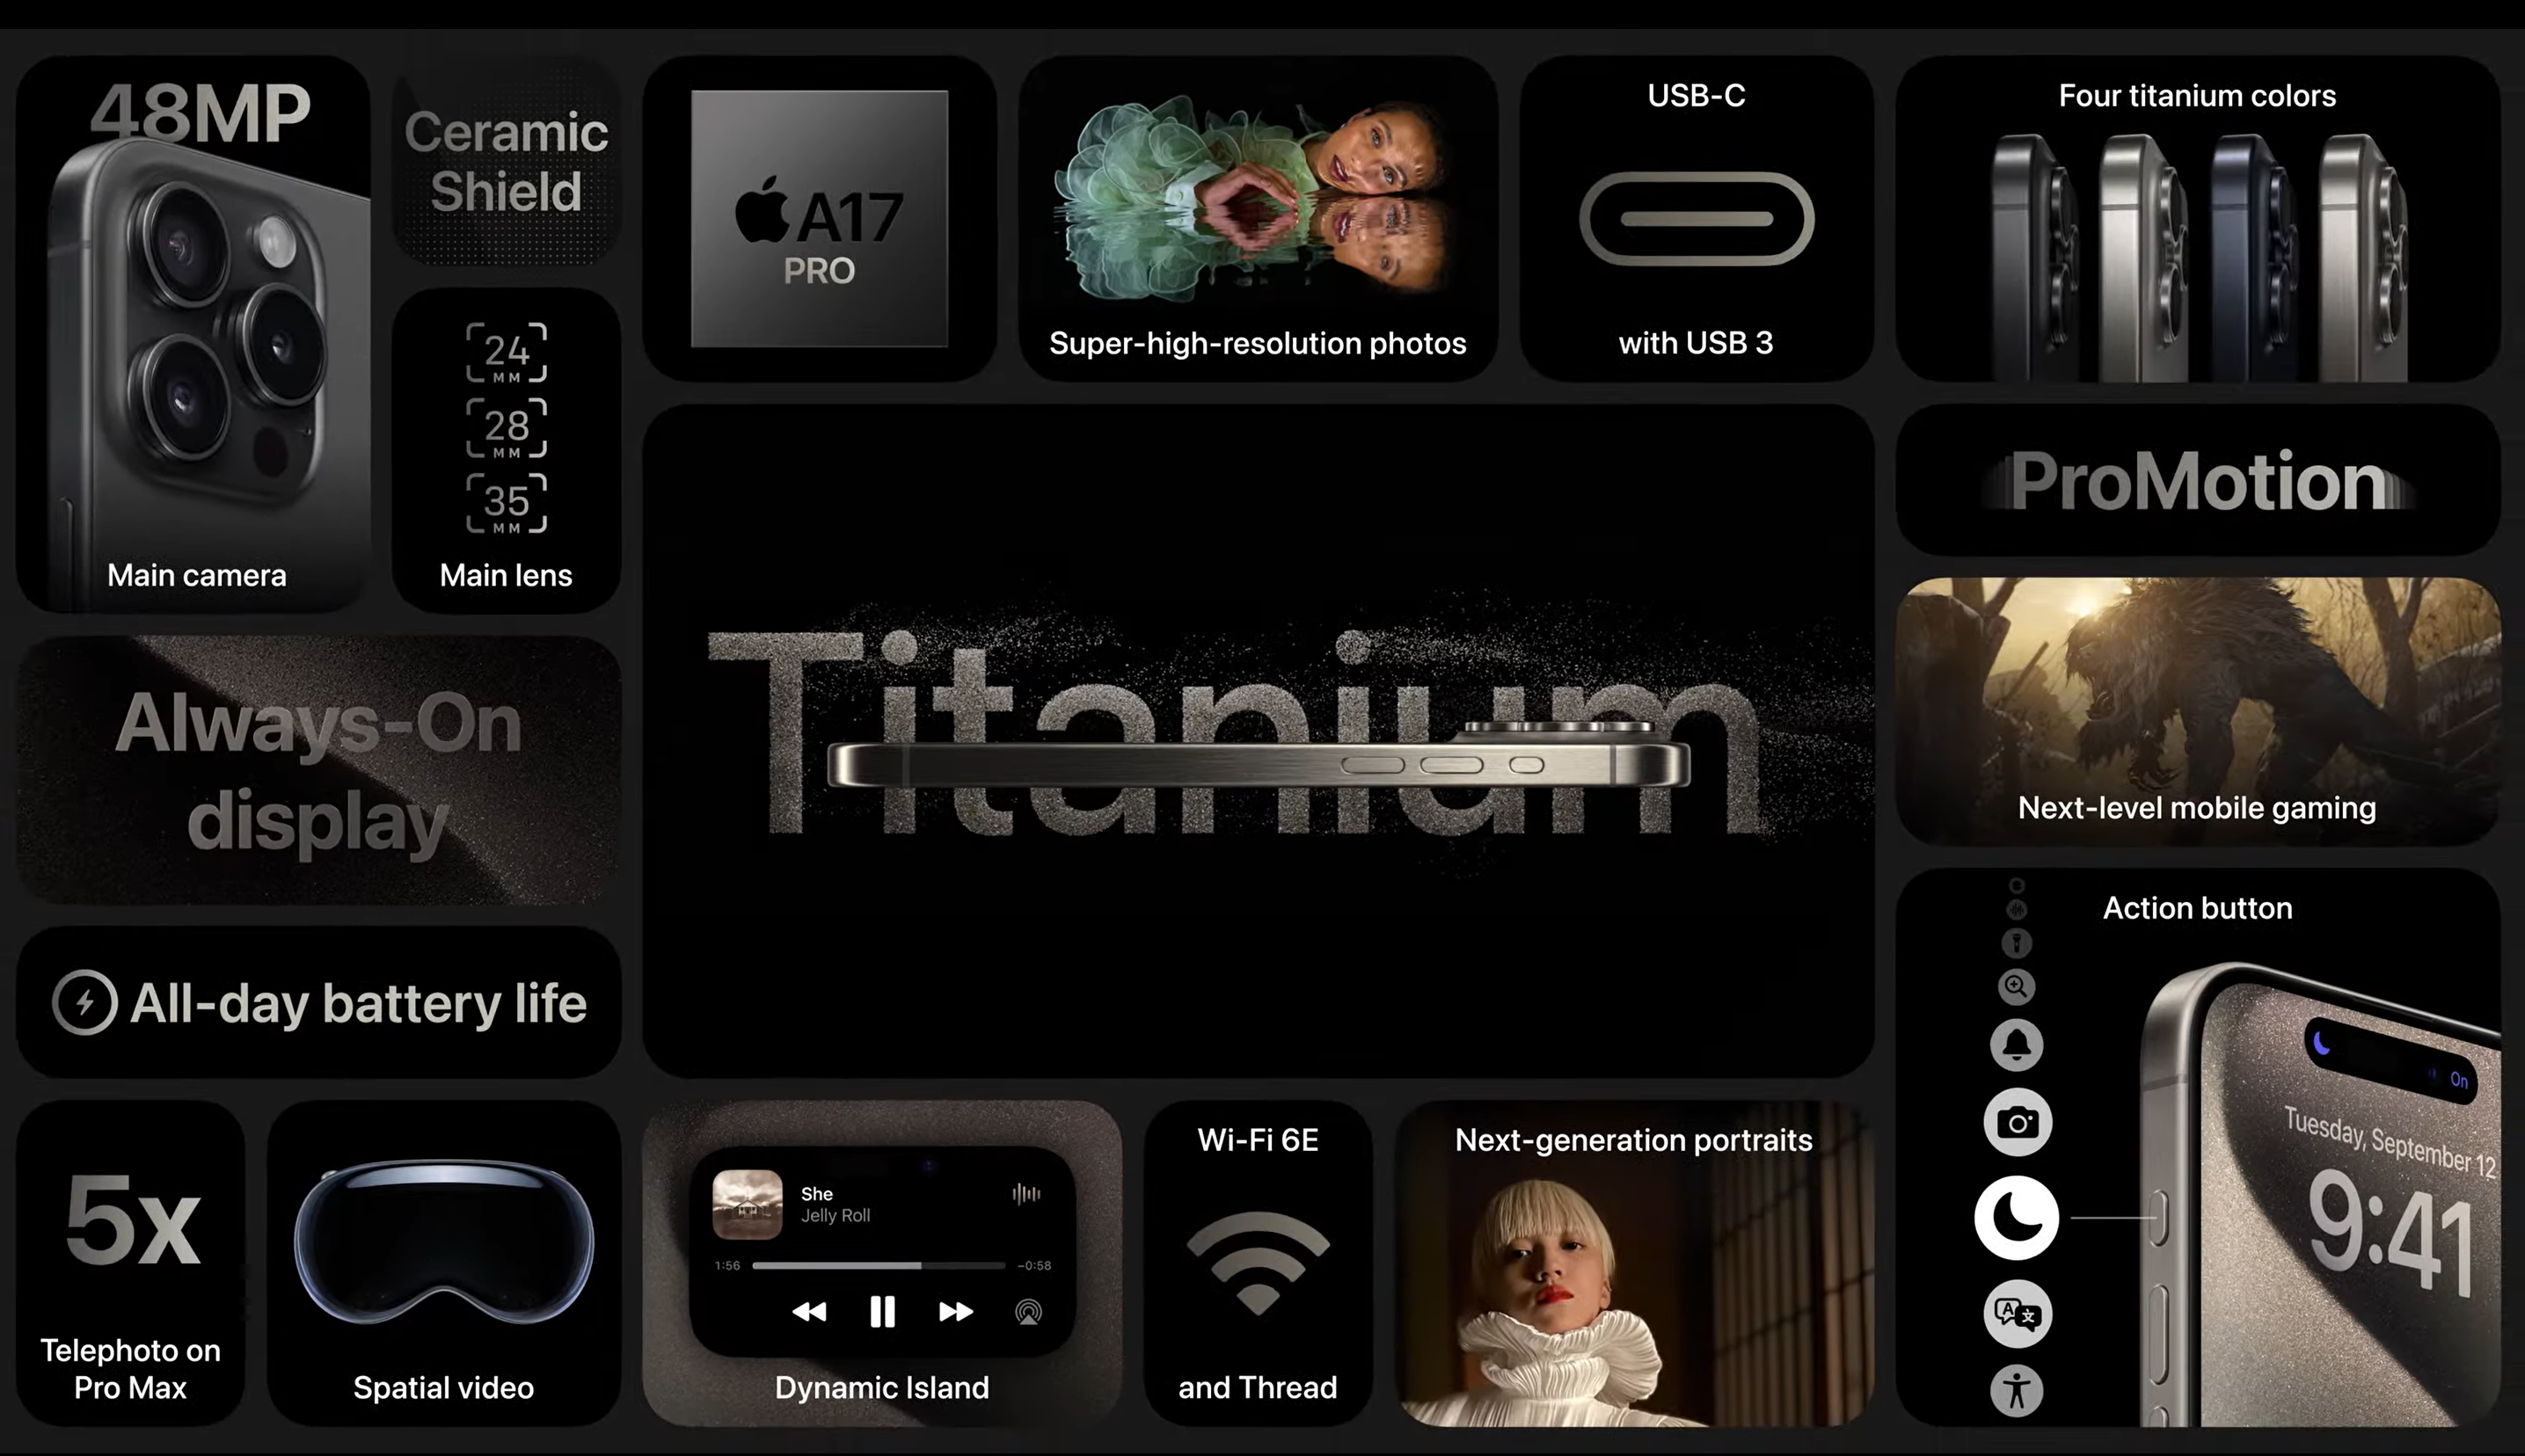 48MP
Main camera
Ceramic
Shield
24
MM
28
MM
35
MM
Main lens
A17
PRO
Super-high-resolution photos
USB-C
with USB 3
Four titanium colors
Always-On
display
Titanium
ProMotion
Next-level mobile gaming
All-day battery life
5x
Telephoto on
Pro Max
Spatial video
She
Jelly Roll
1:56
-0:58
Dynamic Island
Wi-Fi 6E
and Thread
Next-generation portraits
Action button
A 文
On
Tuesday, September 12
9:41